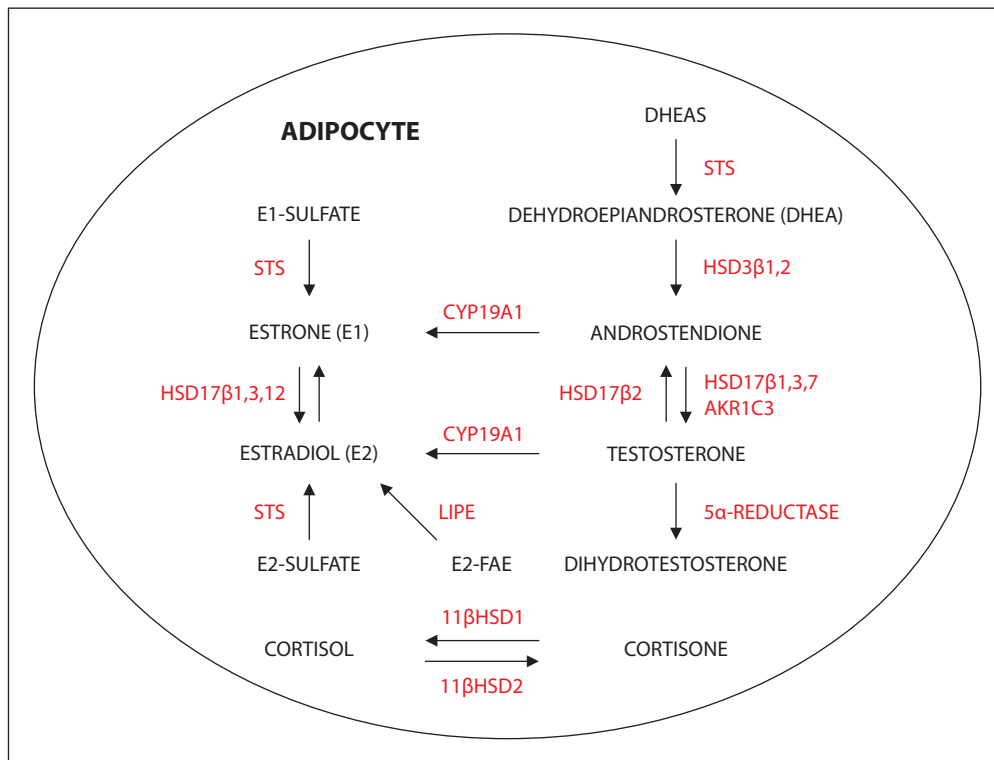 DHEAS
ADIPOCYTE
STS
E1-SULFATE
DEHYDROEPIANDROSTERONE (DHEA)
STS
HSD3β1,2
CYP19A1
ESTRONE (E1)
ANDROSTENDIONE
HSD17β1,3,12
HSD17β2
HSD17β1,3,7
AKR1C3
CYP19A1
ESTRADIOL (E2)
TESTOSTERONE
STS
LIPE
5α-REDUCTASE
E2-SULFATE
E2-FAE
DIHYDROTESTOSTERONE
11βHSD1
CORTISOL
CORTISONE
11βHSD2